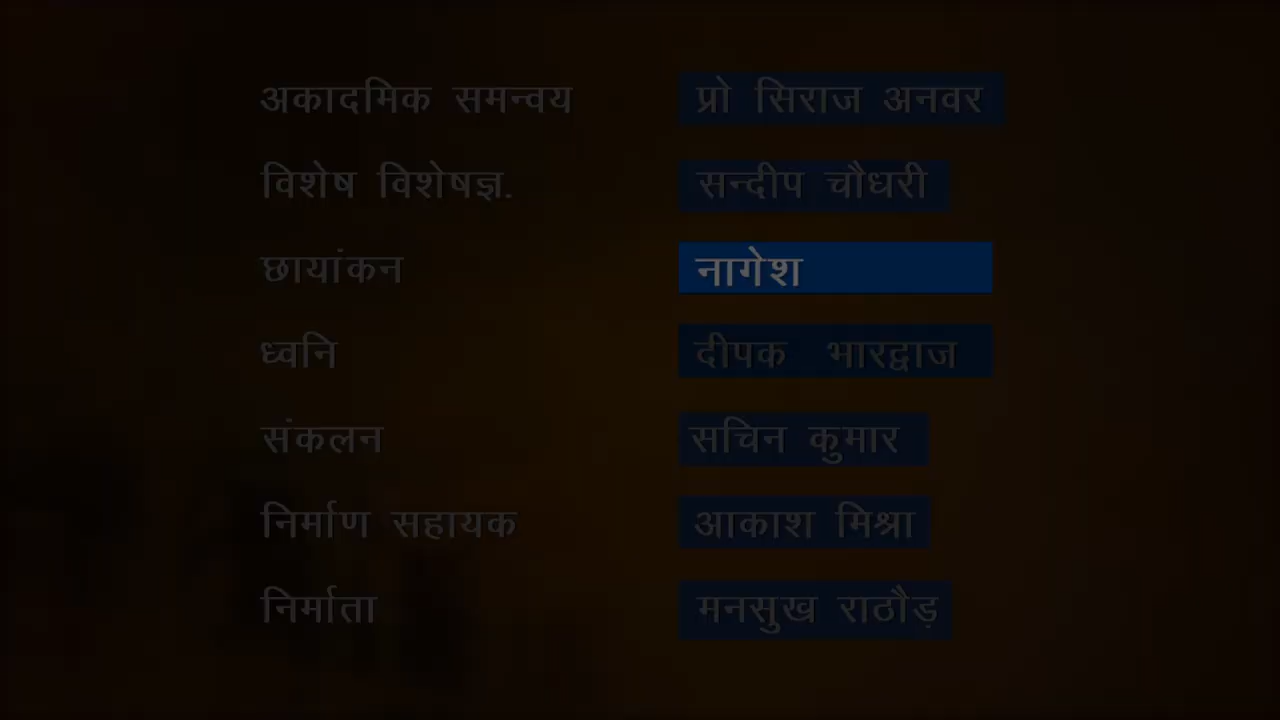 अकादमिक समन्वय प्रो सिराज अनवर
विशेष विशेषज्ञ. सन्दीप चौधरी
छायांकन नागेश
ध्वनि दीपक भारद्वाज
संकलन सचिन कुमार
निर्माण सहायक आकाश मिश्रा
निर्माता मनसुख राठौड़